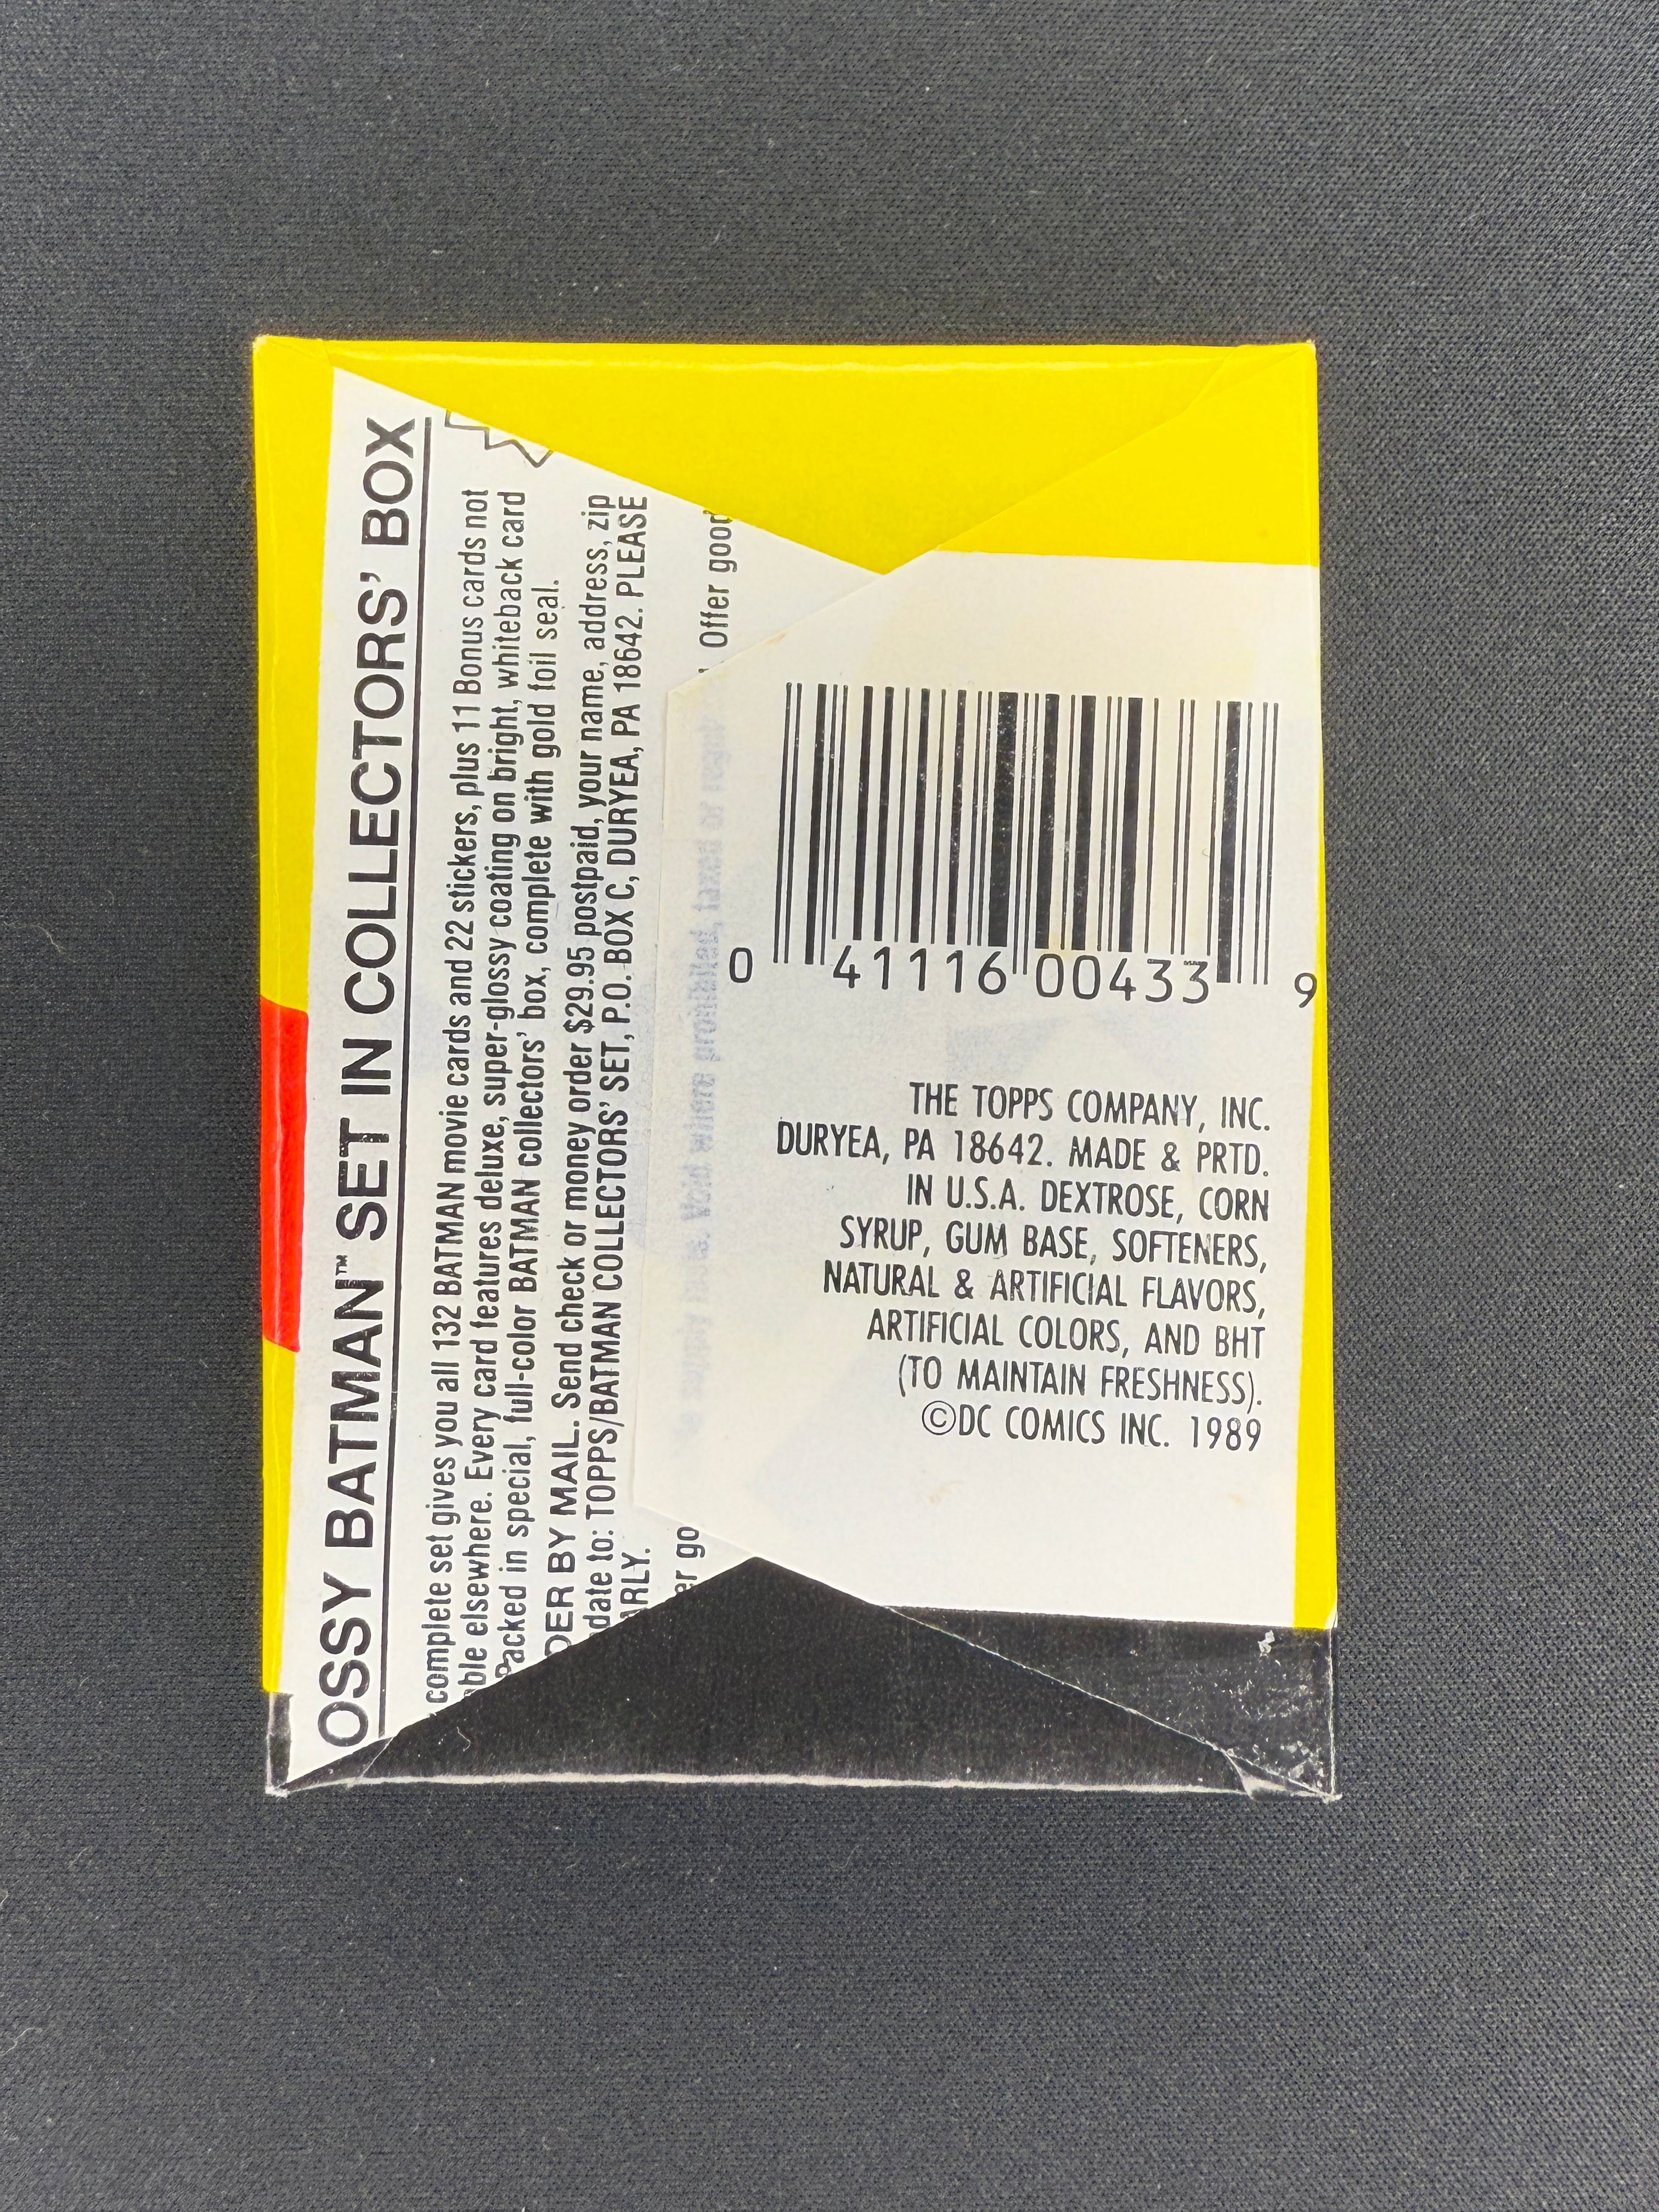 OSSY BATMAN™ SET IN COLLECTORS' BOX
complete set gives you all 132 BATMAN movie cards and 22 stickers, plus 11 Bonus cards not
ble elsewhere. Every card features deluxe, super-glossy coating on bright, whiteback card
Packed in special, full-color BATMAN collectors' box, complete with gold foil seal.
DER BY MAIL. Send check or money order $29.95 postpaid, your name, address, zip
date to: TOPPS/BATMAN COLLECTORS' SET, P.O. BOX C, DURYEA, PA 18642. PLEASE
ARLY.
er go
Offer good
0 41116 00433 9
THE TOPPS COMPANY, INC.
DURYEA, PA 18642. MADE & PRTD.
IN U.S.A. DEXTROSE, CORN
SYRUP, GUM BASE, SOFTENERS,
NATURAL & ARTIFICIAL FLAVORS,
ARTIFICIAL COLORS, AND BHT
(TO MAINTAIN FRESHNESS).
©DC COMICS INC. 1989